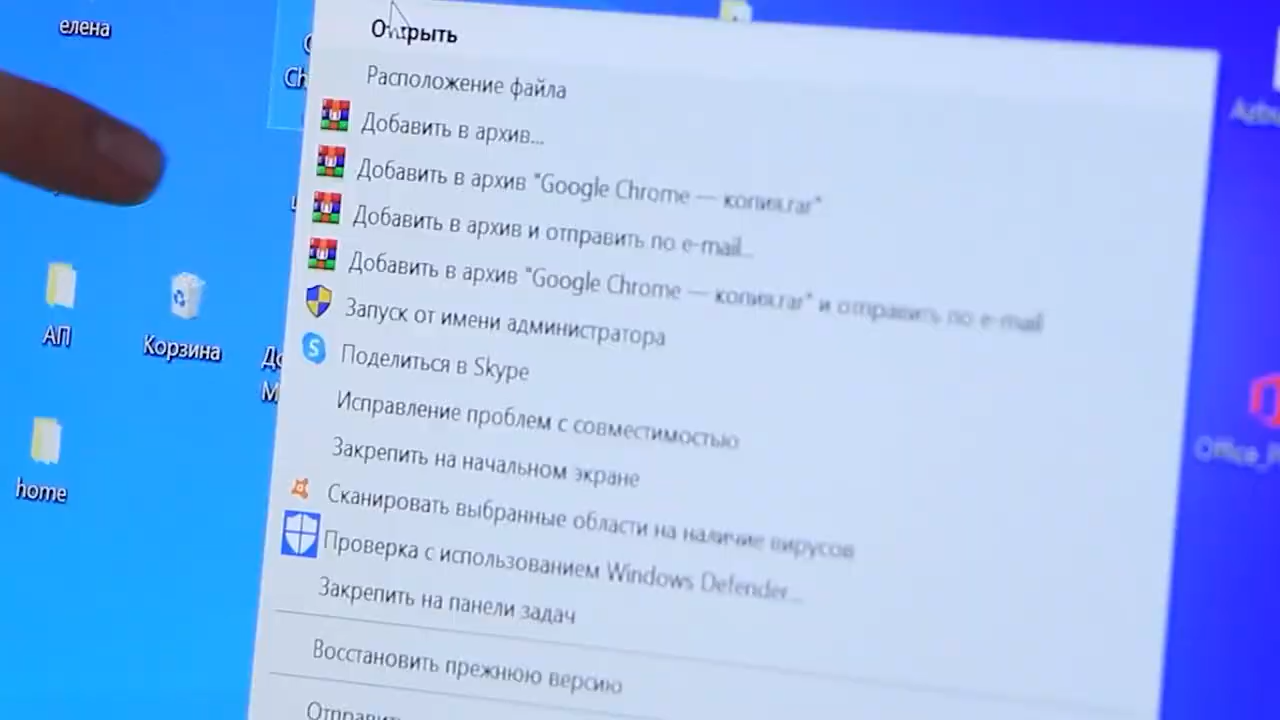 елена
Открыть
Расположение файла
Добавить в архив...
Добавить в архив "Google Chrome — копия.rar"
Добавить в архив и отправить по e-mail...
Добавить в архив "Google Chrome — копия.rar" и отправить по e-mail
Запуск от имени администратора
Поделиться в Skype
Исправление проблем с совместимостью
Закрепить на начальном экране
Сканировать выбранные области на наличие вирусов
Проверка с использованием Windows Defender...
Закрепить на панели задач
Восстановить прежнюю версию
АП
Корзина
home